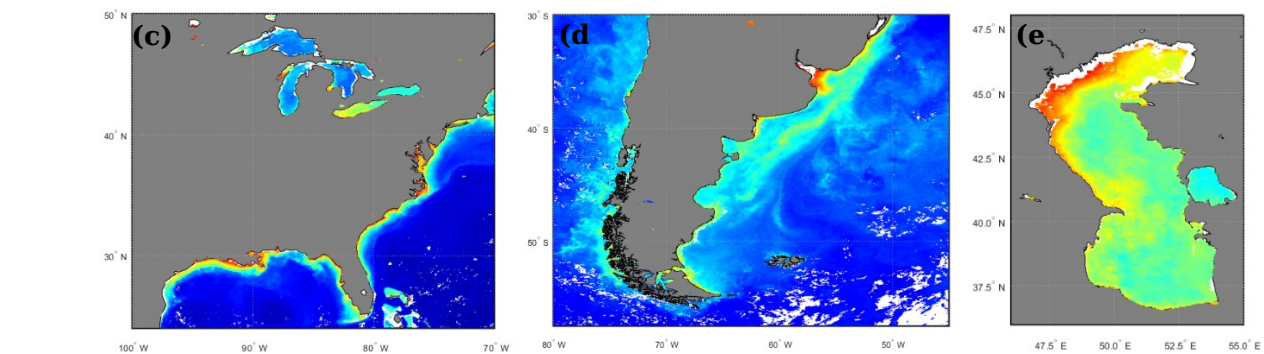 (c)
50° N
40° N
30° N
100° W
90° W
80° W
70° W
(d
30° S
40° S
50° S
80° W
70° W
60° W
50° W
(e)
47.5° N
45.0° N
42.5° N
40.0° N
37.5° N
47.5° E
50.0° E
52.5° E
55.0° E